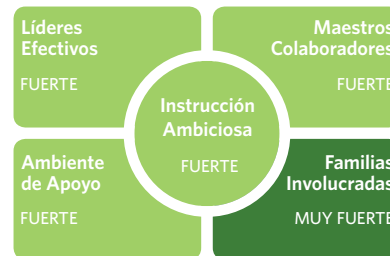 Líderes
Efectivos
FUERTE
Maestros
Colaboradores
FUERTE
Instrucción
Ambiciosa
FUERTE
Ambiente
de Apoyo
FUERTE
Familias
Involucradas
MUY FUERTE